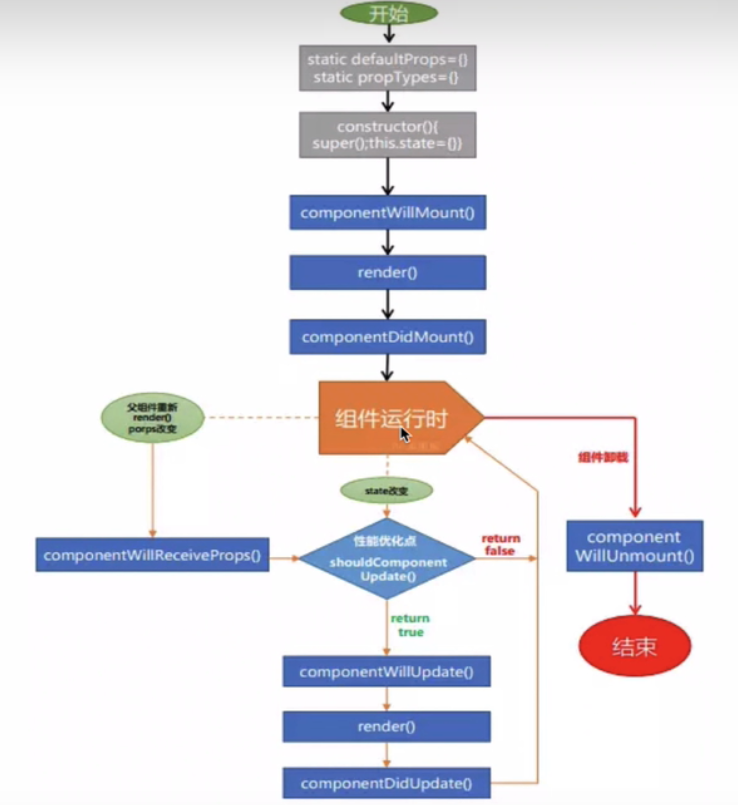 开始
static defaultProps={}
static propTypes={}
constructor(){
super();this.state={}}
componentWillMount()
render()
componentDidMount()
父组件重新
render()
porps改变
组件运行时
组件卸载
state改变
componentWillReceiveProps()
性能优化点
shouldComponent
Update()
return
false
component
WillUnmount()
return
true
结束
componentWillUpdate()
render()
componentDidUpdate()